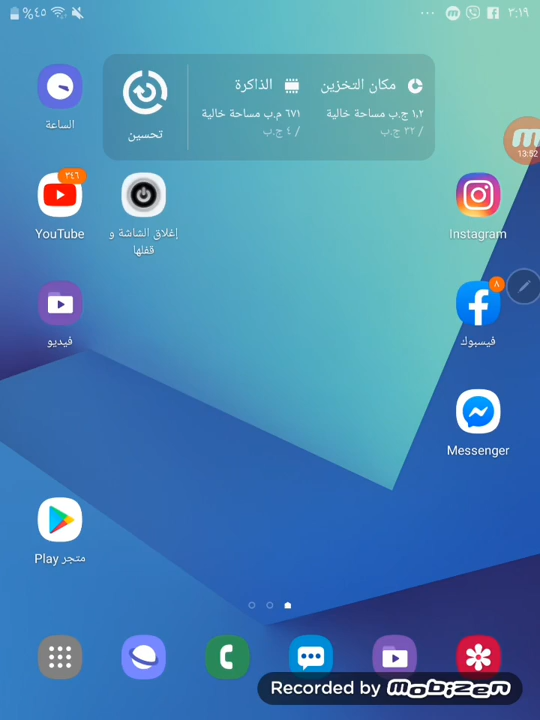 %٤٥
٣:١٩
الساعة
مكان التخزين
١,٢ ج.ب مساحة خالية
/ ٣٢ ج.ب
الذاكرة
٦٧١ م.ب مساحة خالية
/ ٤ ج.ب
تحسين
13:52
٣٤٦
YouTube
إغلاق الشاشة و
قفلها
Instagram
فيديو
٨
فيسبوك
Messenger
متجر Play
Recorded by mobizen